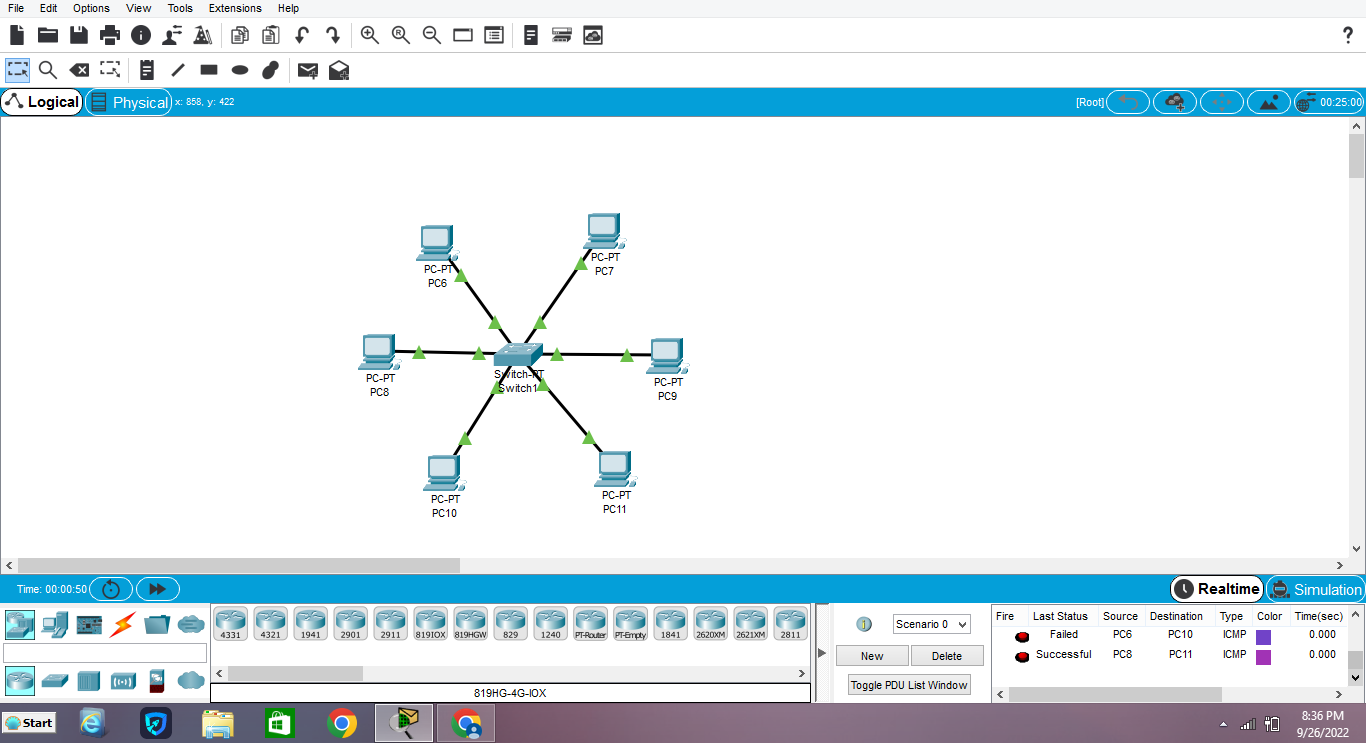 File Edit Options View Tools Extensions Help
?
Logical Physical x: 858, y: 422 [Root] 00:25:00
PC-PT
PC6
PC-PT
PC7
PC-PT
PC8
Switch-PT
Switch1
PC-PT
PC9
PC-PT
PC10
PC-PT
PC11
Time: 00:00:50 Realtime Simulation
4331 4321 1941 2901 2911 819IOX 819HGW 829 1240 PT-Router PT-Empty 1841 2620XM 2621XM 2811
819HG-4G-IOX
Scenario 0
New Delete
Toggle PDU List Window
Fire Last Status Source Destination Type Color Time(sec)
Failed PC6 PC10 ICMP 0.000
Successful PC8 PC11 ICMP 0.000
Start
8:36 PM
9/26/2022